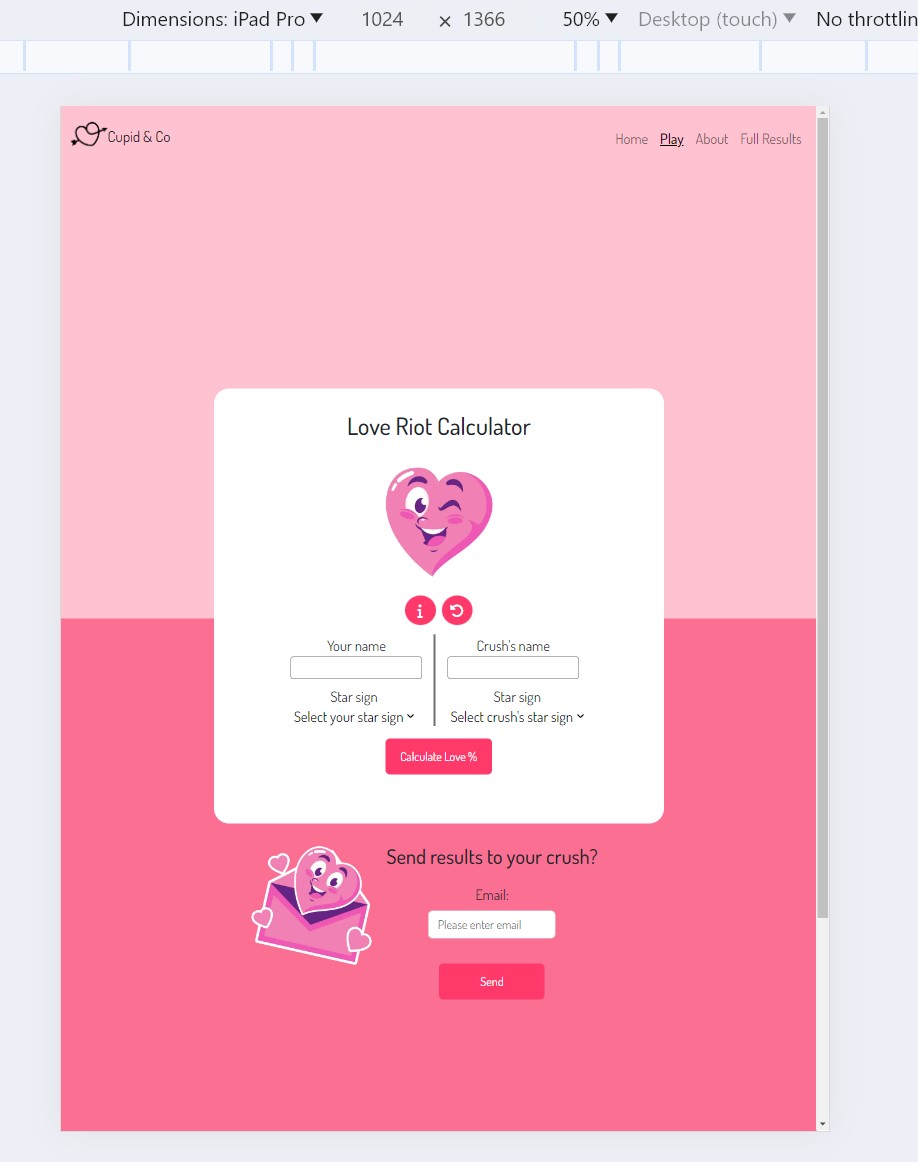 Dimensions: iPad Pro 1024 × 1366 50% Desktop (touch) No throttlin
Cupid & Co Home Play About Full Results
Love Riot Calculator
Your name Crush's name
Star sign Star sign
Select your star sign Select crush's star sign
Calculate Love %
Send results to your crush?
Email:
Please enter email
Send